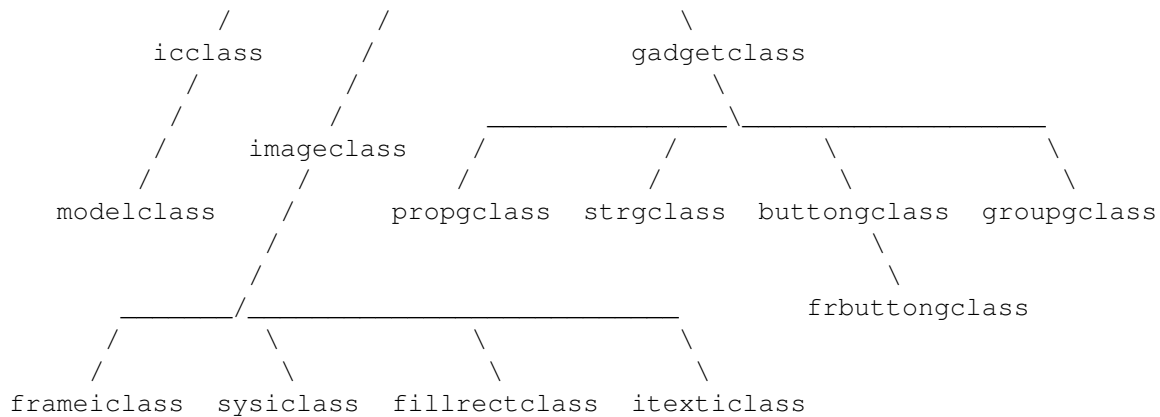 icclass gadgetclass
imageclass
modelclass propgclass strgclass buttongclass groupgclass
frbuttongclass
frameiclass sysiclass fillrectclass itexticlass